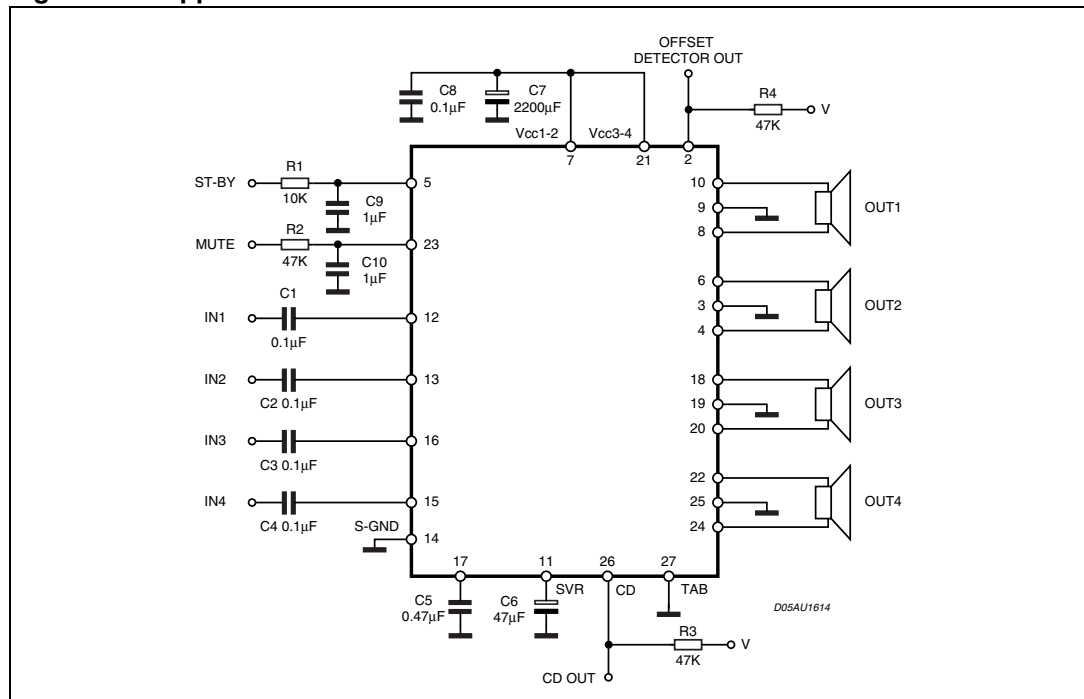 OFFSET
DETECTOR OUT
C8
0.1μF
C7
2200μF
R4
47K
V
Vcc1-2
Vcc3-4
7
21
2
ST-BY
R1
10K
5
C9
1μF
MUTE
R2
47K
23
C10
1μF
IN1
C1
0.1μF
12
IN2
C2 0.1μF
13
IN3
C3 0.1μF
16
IN4
C4 0.1μF
15
S-GND
14
10
9
8
OUT1
6
3
4
OUT2
18
19
20
OUT3
22
25
24
OUT4
17
11
26
27
SVR
CD
TAB
C5
0.47μF
C6
47μF
D05AU1614
R3
47K
V
CD OUT